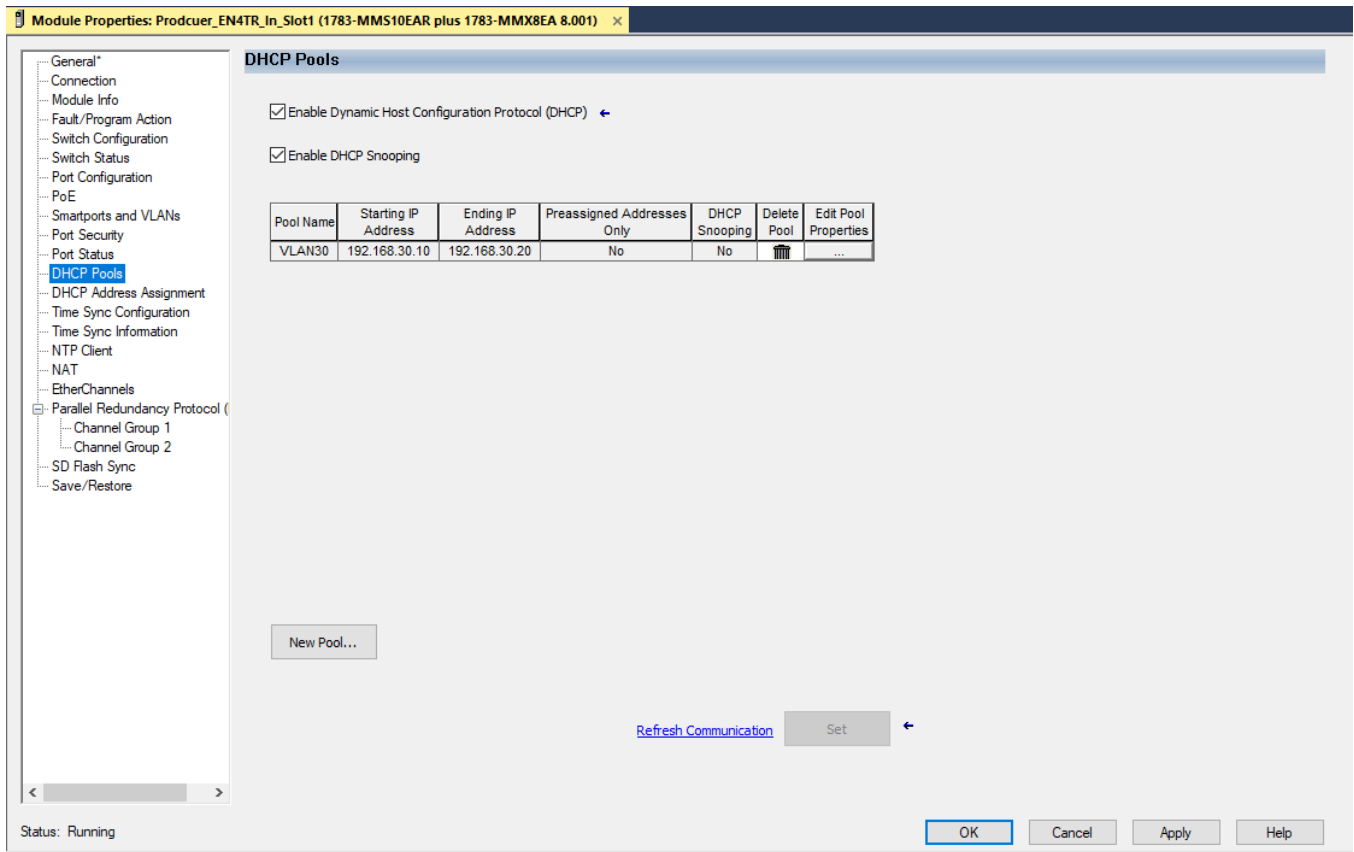 Module Properties: Prodcuer_EN4TR_In_Slot1 (1783-MMS10EAR plus 1783-MMX8EA 8.001)
General*
Connection
Module Info
Fault/Program Action
Switch Configuration
Switch Status
Port Configuration
PoE
Smartports and VLANs
Port Security
Port Status
DHCP Pools
DHCP Address Assignment
Time Sync Configuration
Time Sync Information
NTP Client
NAT
EtherChannels
Parallel Redundancy Protocol (
Channel Group 1
Channel Group 2
SD Flash Sync
Save/Restore
DHCP Pools
Enable Dynamic Host Configuration Protocol (DHCP)
Enable DHCP Snooping
Pool Name Starting IP Address Ending IP Address Preassigned Addresses Only DHCP Snooping Delete Pool Edit Pool Properties
VLAN30 192.168.30.10 192.168.30.20 No No ...
New Pool...
Refresh Communication Set
Status: Running OK Cancel Apply Help